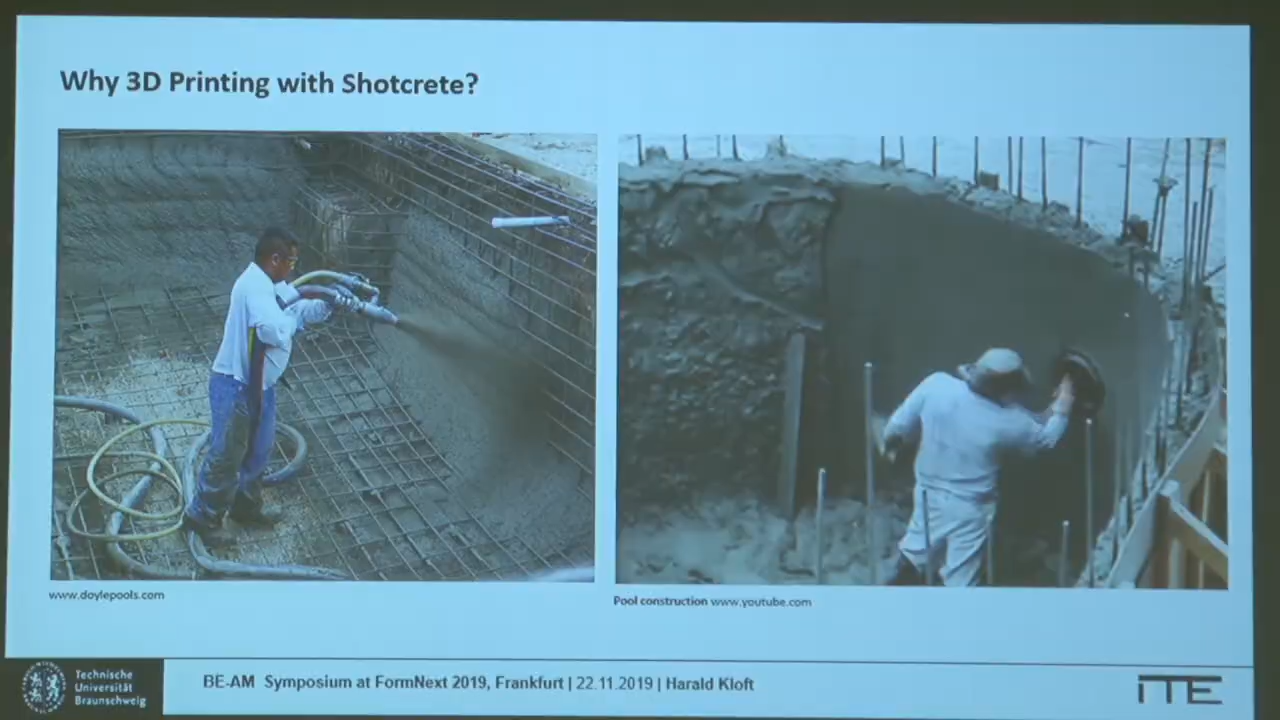 Why 3D Printing with Shotcrete?
www.doylepools.com
Pool construction www.youtube.com
Technische
Universität
Braunschweig
BE-AM Symposium at FormNext 2019, Frankfurt | 22.11.2019 | Harald Kloft
iTE